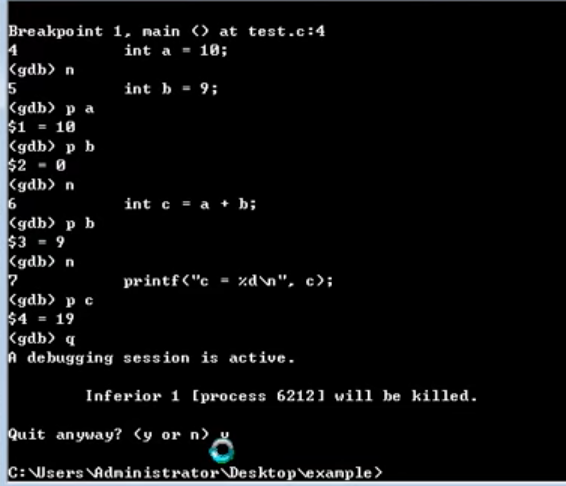 Breakpoint 1, main () at test.c:4
4 int a = 10;
(gdb) n
5 int b = 9;
(gdb) p a
$1 = 10
(gdb) p b
$2 = 0
(gdb) n
6 int c = a + b;
(gdb) p b
$3 = 9
(gdb) n
7 printf("c = %d\n", c);
(gdb) p c
$4 = 19
(gdb) q
A debugging session is active.
Inferior 1 [process 6212] will be killed.
Quit anyway? (y or n)
C:\Users\Administrator\Desktop\example>